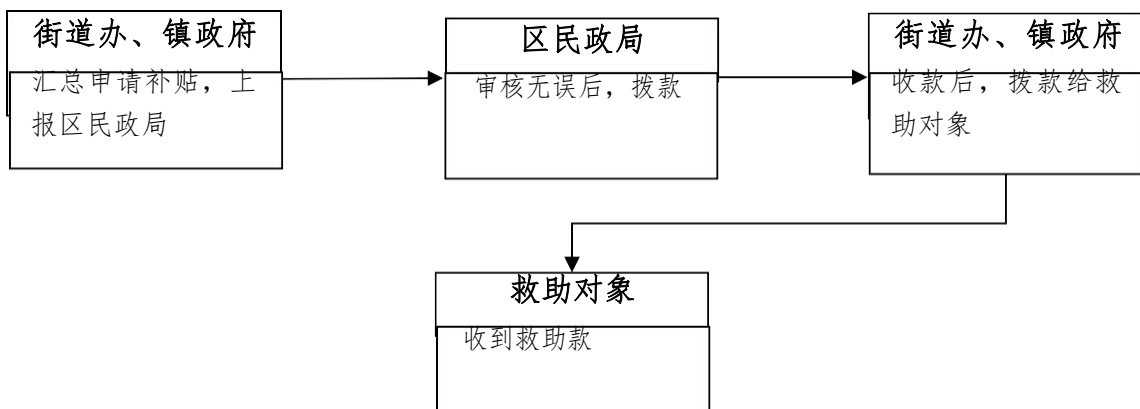 街道办、镇政府
汇总申请补贴，上
报区民政局
区民政局
审核无误后，拨款
街道办、镇政府
收款后，拨款给救
助对象
救助对象
收到救助款